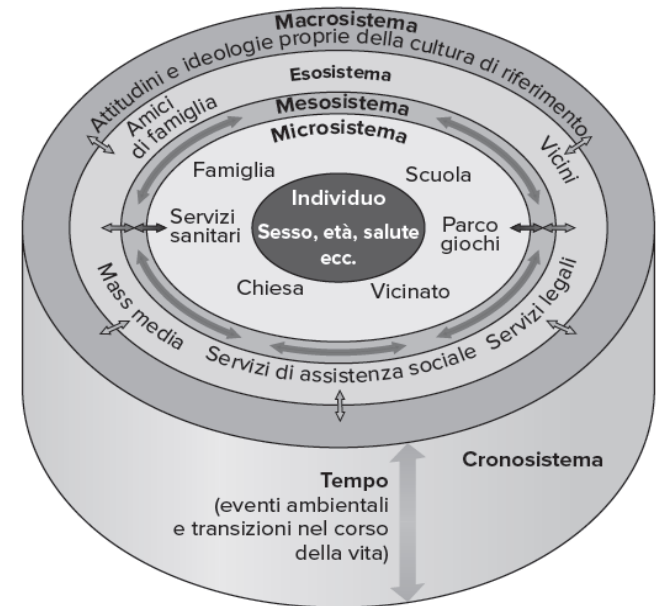 Macrosistema
Attitudini e ideologie proprie della cultura di riferimento
Esosistema
Amici
di famiglia
Vicini
Mesosistema
Microsistema
Famiglia
Scuola
Individuo
Sesso, età, salute
ecc.
Servizi
sanitari
Parco
giochi
Chiesa
Vicinato
Mass media
Servizi di assistenza sociale
Servizi legali
Cronosistema
Tempo
(eventi ambientali
e transizioni nel corso
della vita)